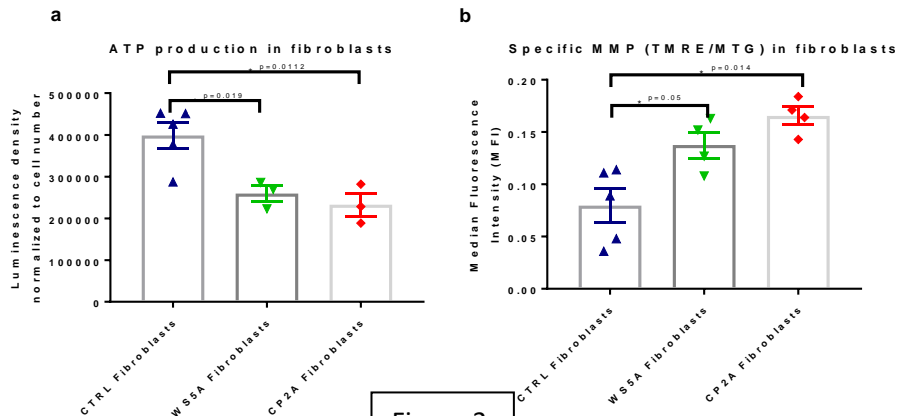 a
ATP production in fibroblasts
* p=0.0112
* p=0.019
Luminescence density
normalized to cell number
500000
400000
300000
200000
100000
0
CTRL Fibroblasts
WS5A Fibroblasts
CP2A Fibroblasts
b
Specific MMP (TMRE/MTG) in fibroblasts
* p=0.014
* p=0.05
Median Fluorescence
Intensity (MFI)
0.20
0.15
0.10
0.05
0.00
CTRL Fibroblasts
WS5A Fibroblasts
CP2A Fibroblasts